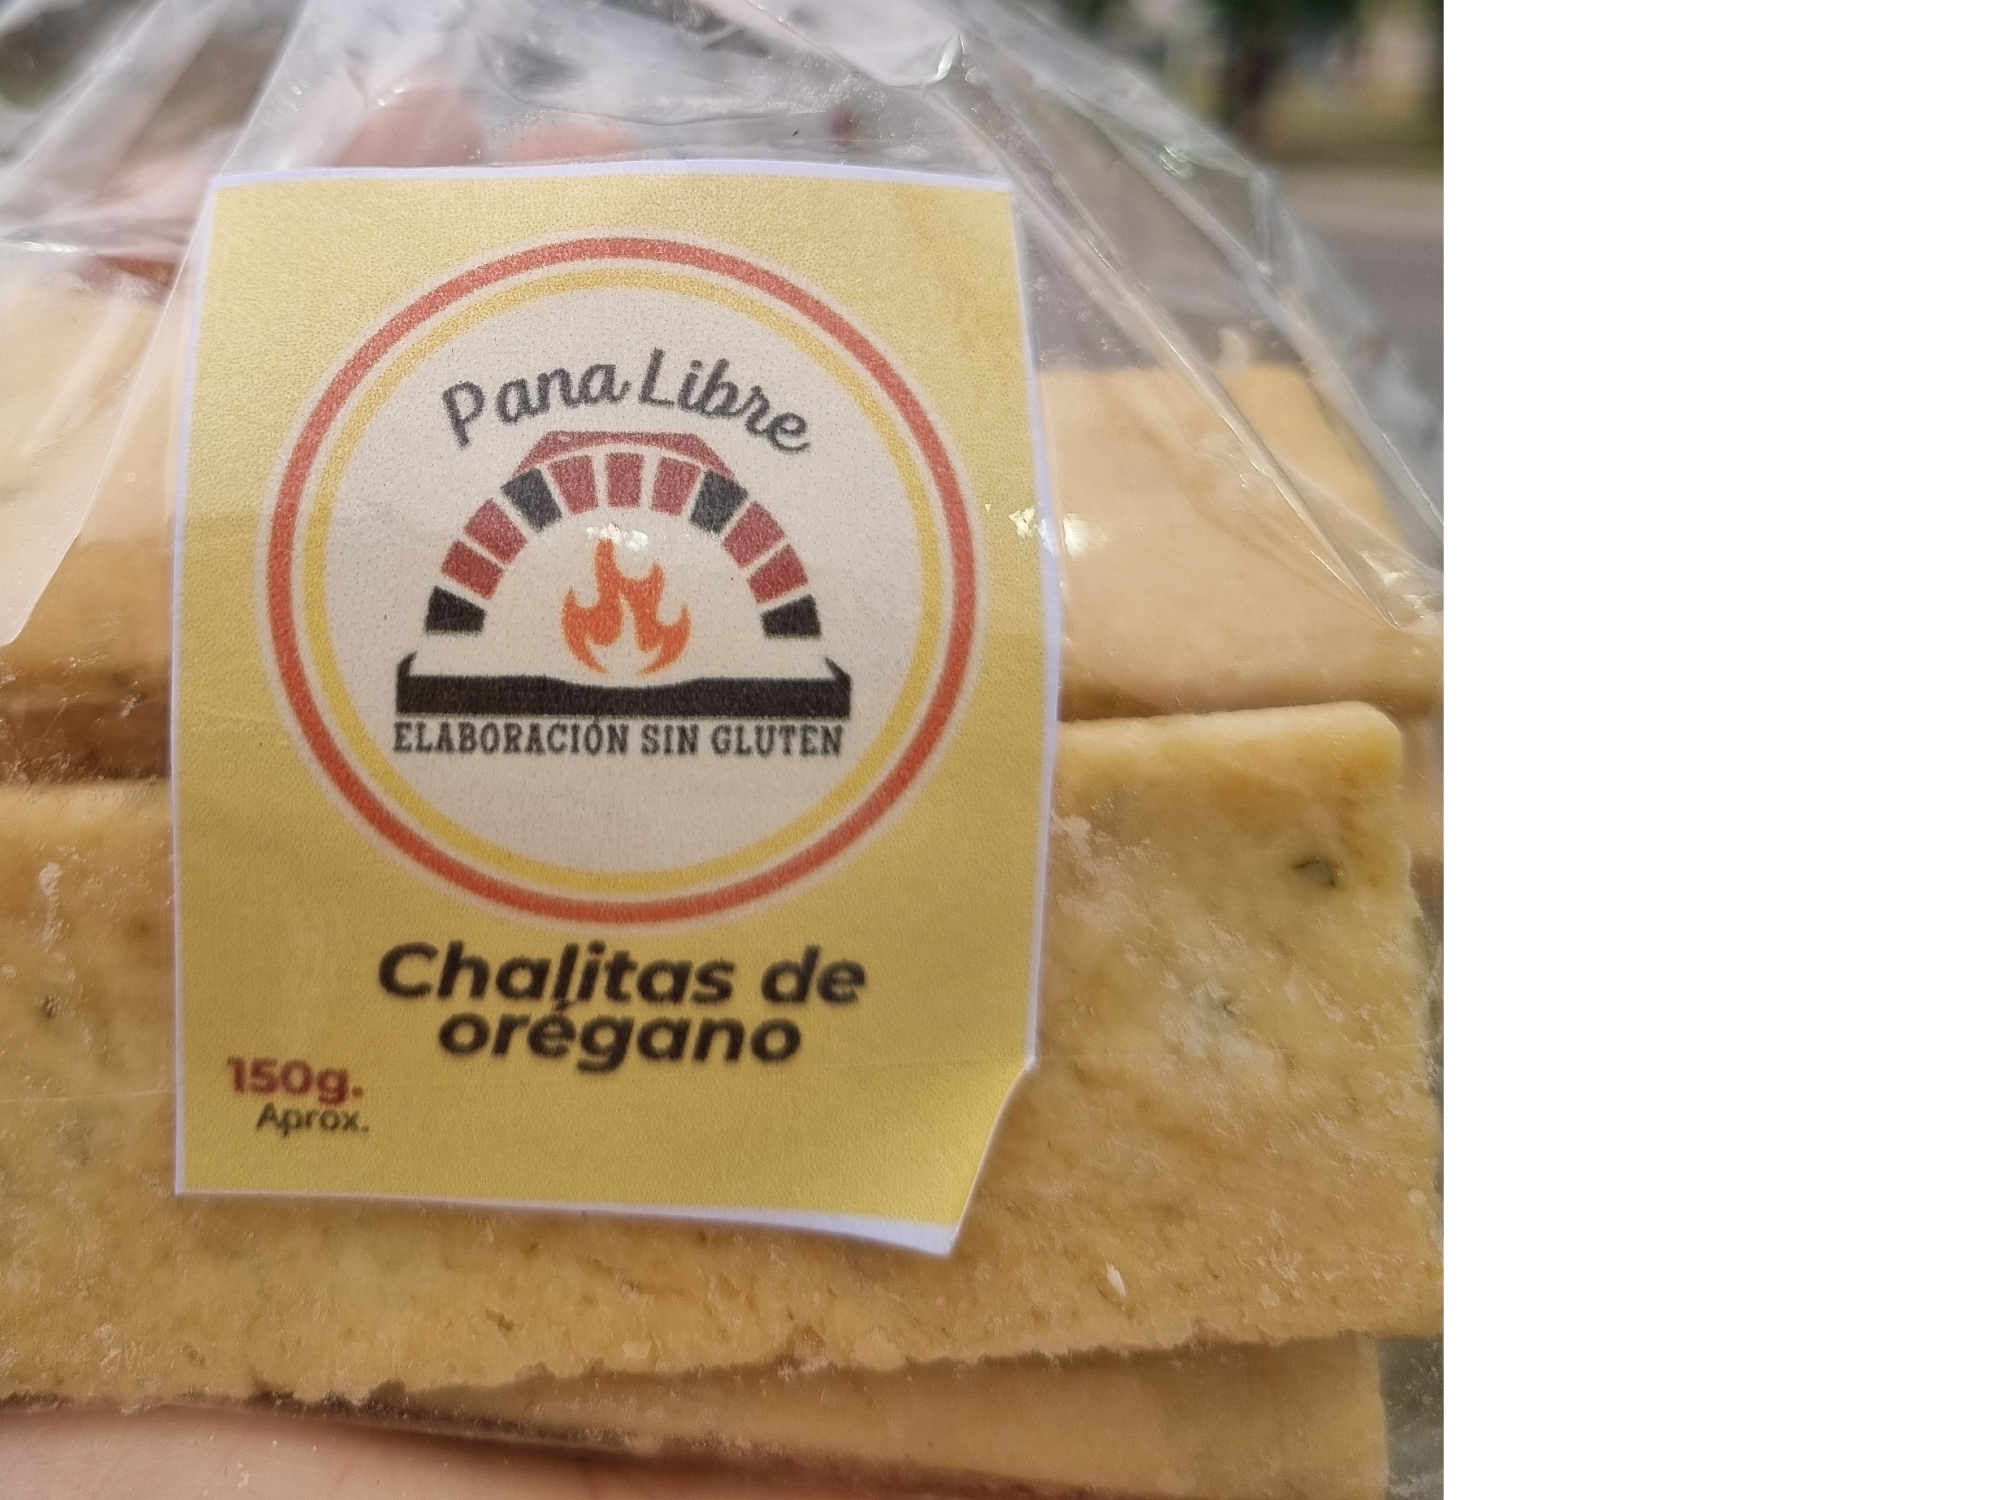 Pana Libre
ELABORACIÓN SIN GLUTEN
Chalitas de
orégano
150g.
Aprox.